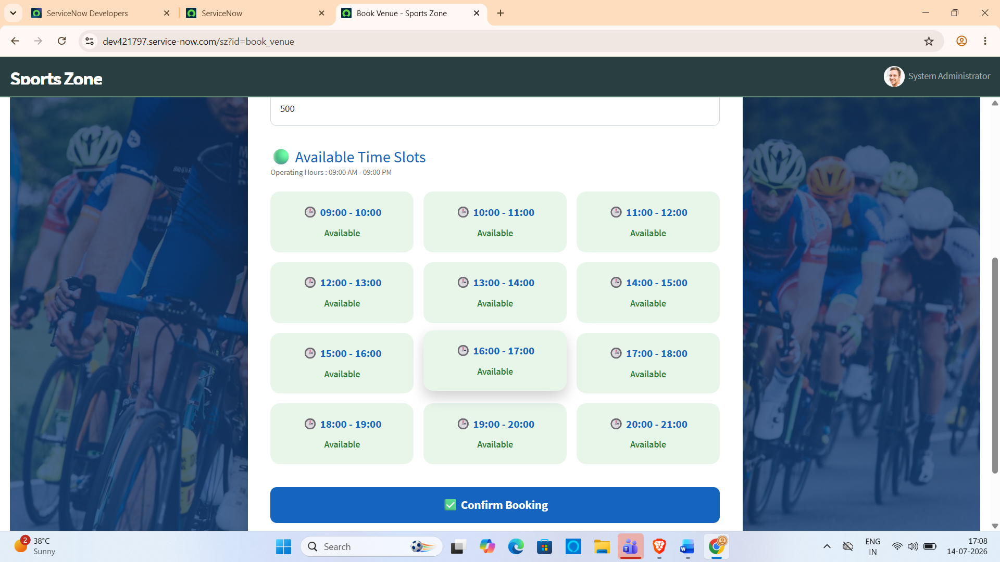 ServiceNow Developers
ServiceNow
Book Venue - Sports Zone
dev421797.service-now.com/sz?id=book_venue
Sports Zone
System Administrator
500
Available Time Slots
Operating Hours : 09:00 AM - 09:00 PM
09:00 - 10:00
Available
10:00 - 11:00
Available
11:00 - 12:00
Available
12:00 - 13:00
Available
13:00 - 14:00
Available
14:00 - 15:00
Available
15:00 - 16:00
Available
16:00 - 17:00
Available
17:00 - 18:00
Available
18:00 - 19:00
Available
19:00 - 20:00
Available
20:00 - 21:00
Available
Confirm Booking
2
38°C
Sunny
Search
ENG
IN
17:08
14-07-2026